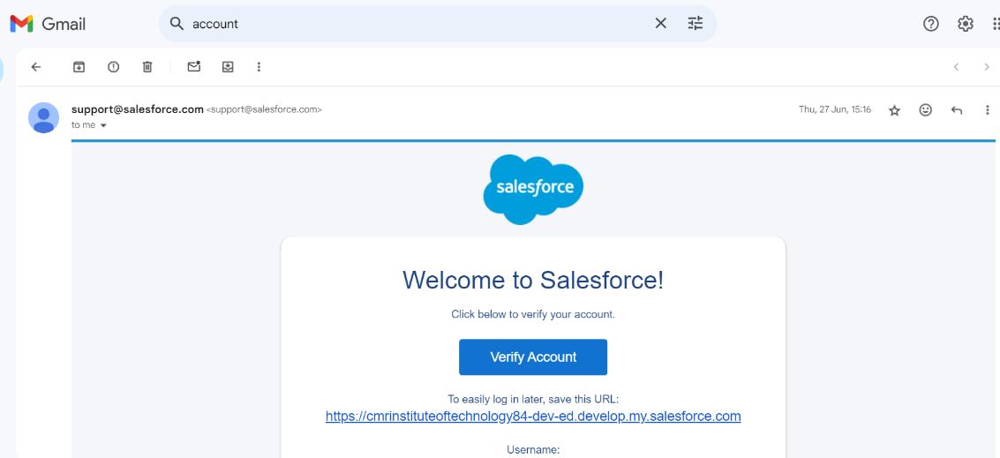 Gmail
account
support@salesforce.com <support@salesforce.com>
Thu, 27 Jun, 15:16
to me
salesforce
Welcome to Salesforce!
Click below to verify your account.
Verify Account
To easily log in later, save this URL:
https://cmrinstituteoftechnology84-dev-ed.develop.my.salesforce.com
Username: